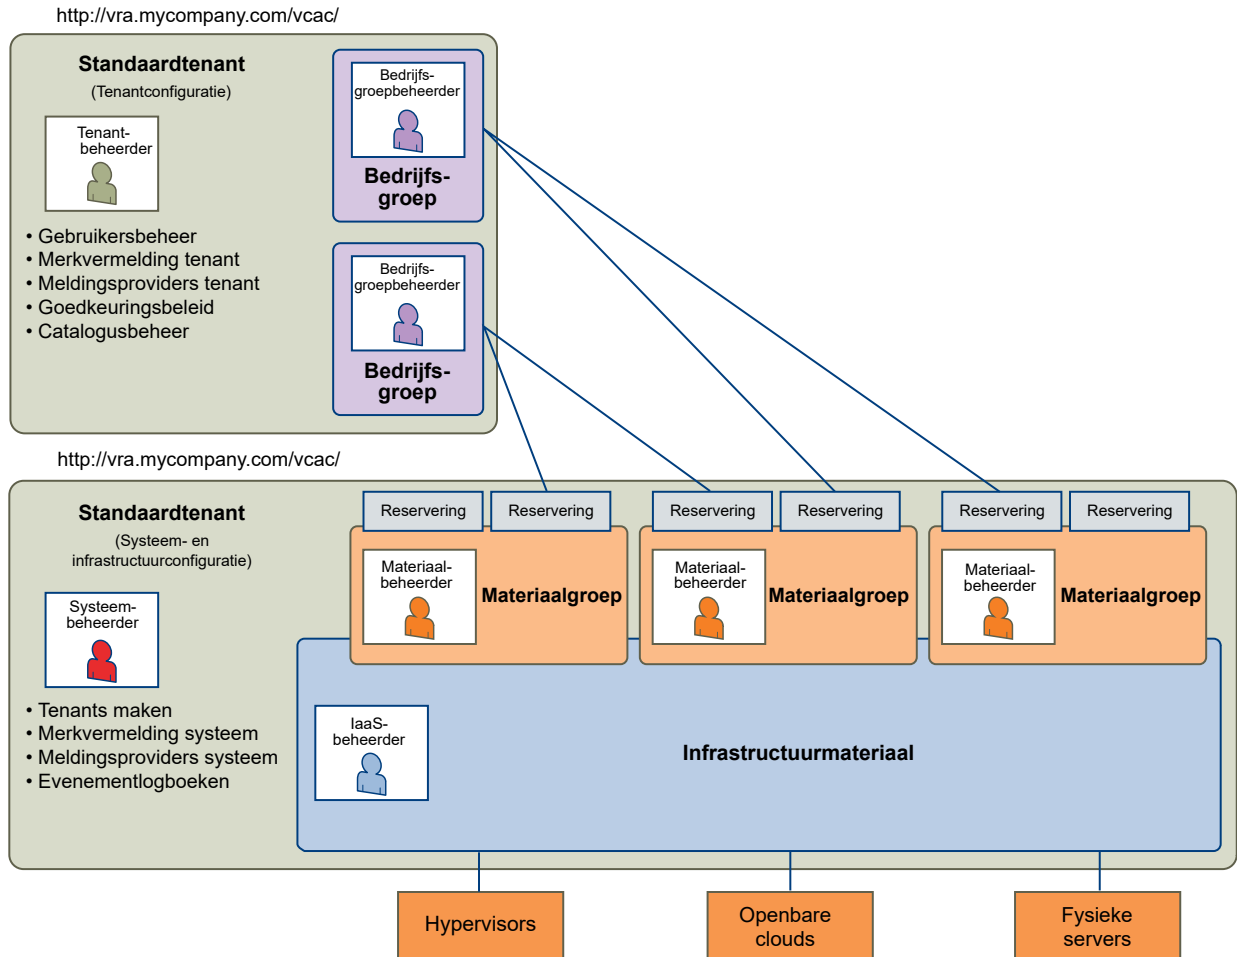 http://vra.mycompany.com/vcac/
Standaardtenant
(Tenantconfiguratie)
Tenant-
beheerder
• Gebruikersbeheer
• Merkvermelding tenant
• Meldingsproviders tenant
• Goedkeuringsbeleid
• Catalogusbeheer
Bedrijfs-
groepbeheerder
Bedrijfs-
groep
Bedrijfs-
groepbeheerder
Bedrijfs-
groep
http://vra.mycompany.com/vcac/
Standaardtenant
(Systeem- en
infrastructuurconfiguratie)
Systeem-
beheerder
• Tenants maken
• Merkvermelding systeem
• Meldingsproviders systeem
• Evenementlogboeken
Reservering
Reservering
Materiaal-
beheerder
Materiaalgroep
Reservering
Reservering
Materiaal-
beheerder
Materiaalgroep
Reservering
Reservering
Materiaal-
beheerder
Materiaalgroep
IaaS-
beheerder
Infrastructuurmateriaal
Hypervisors
Openbare
clouds
Fysieke
servers